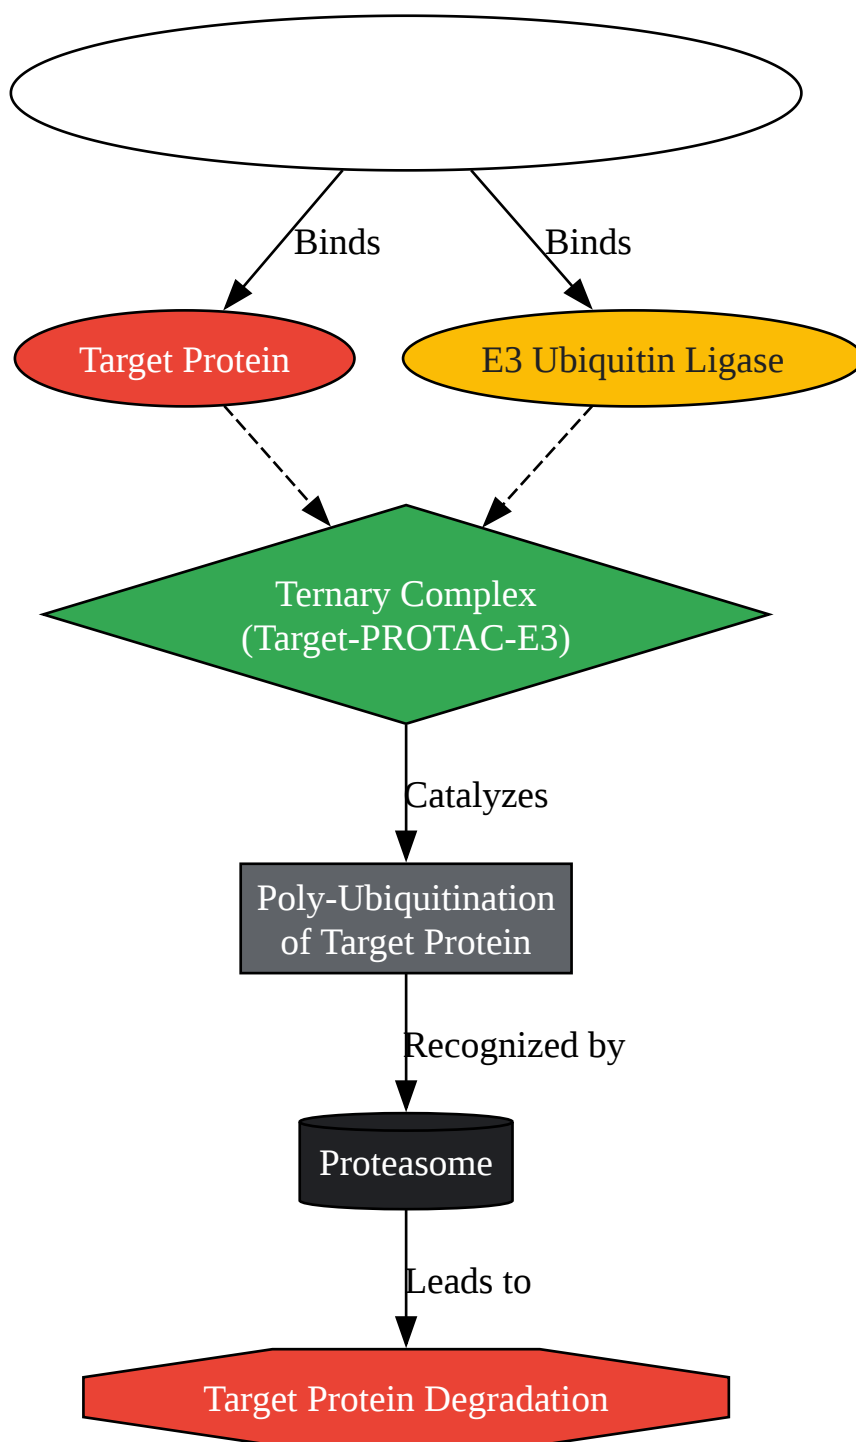 Binds
Binds
Target Protein
E3 Ubiquitin Ligase
Ternary Complex
(Target-PROTAC-E3)
Catalyzes
Poly-Ubiquitination
of Target Protein
Recognized by
Proteasome
Leads to
Target Protein Degradation